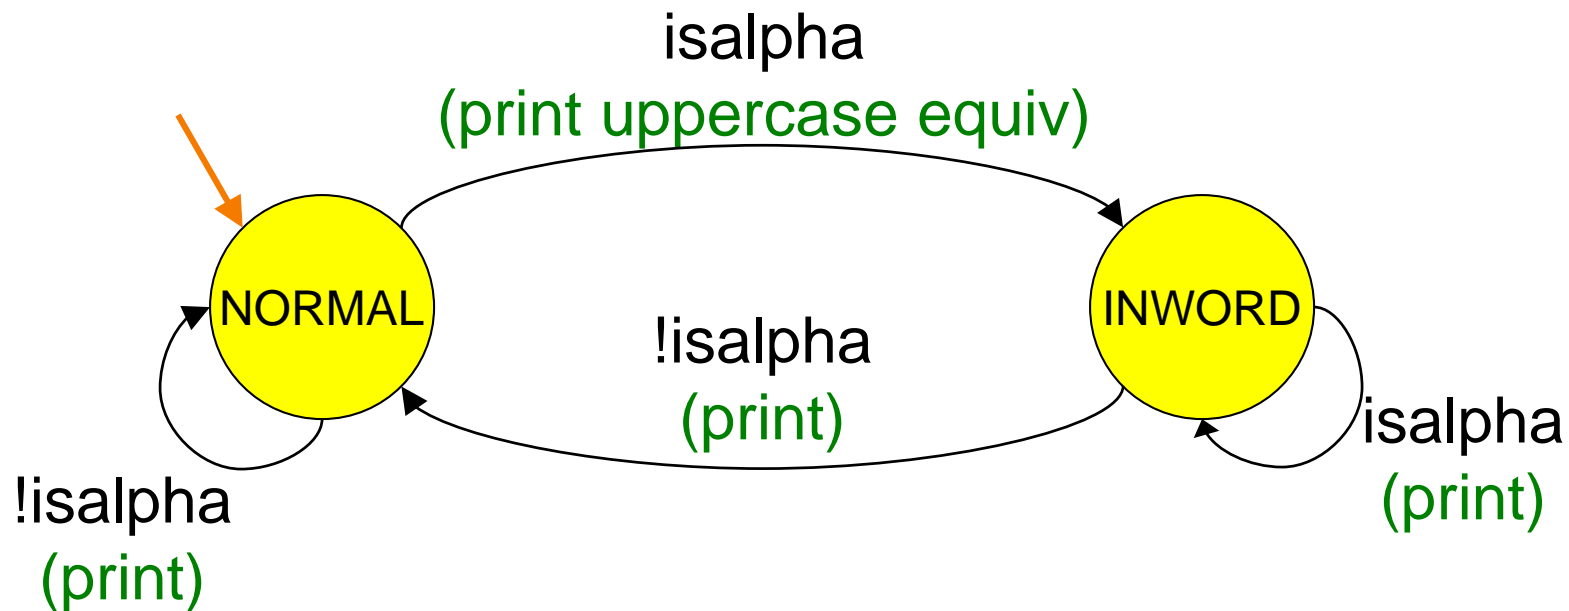 isalpha
(print uppercase equiv)
NORMAL
INWORD
!isalpha
(print)
isalpha
(print)
!isalpha
(print)